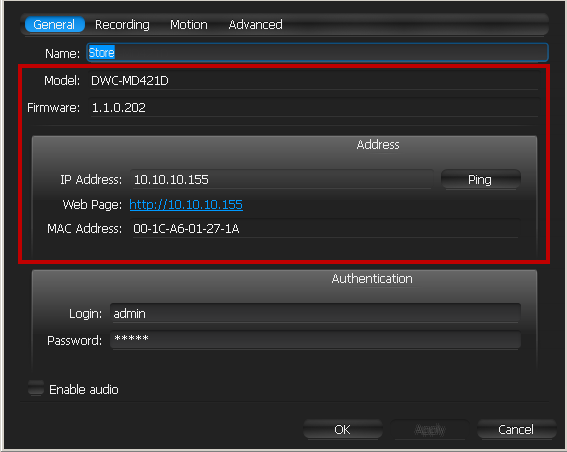 General Recording Motion Advanced
Name: Store
Model: DWC-MD421D
Firmware: 1.1.0.202
Address
IP Address: 10.10.10.155 Ping
Web Page: http://10.10.10.155
MAC Address: 00-1C-A6-01-27-1A
Authentication
Login: admin
Password: *****
Enable audio
OK Apply Cancel